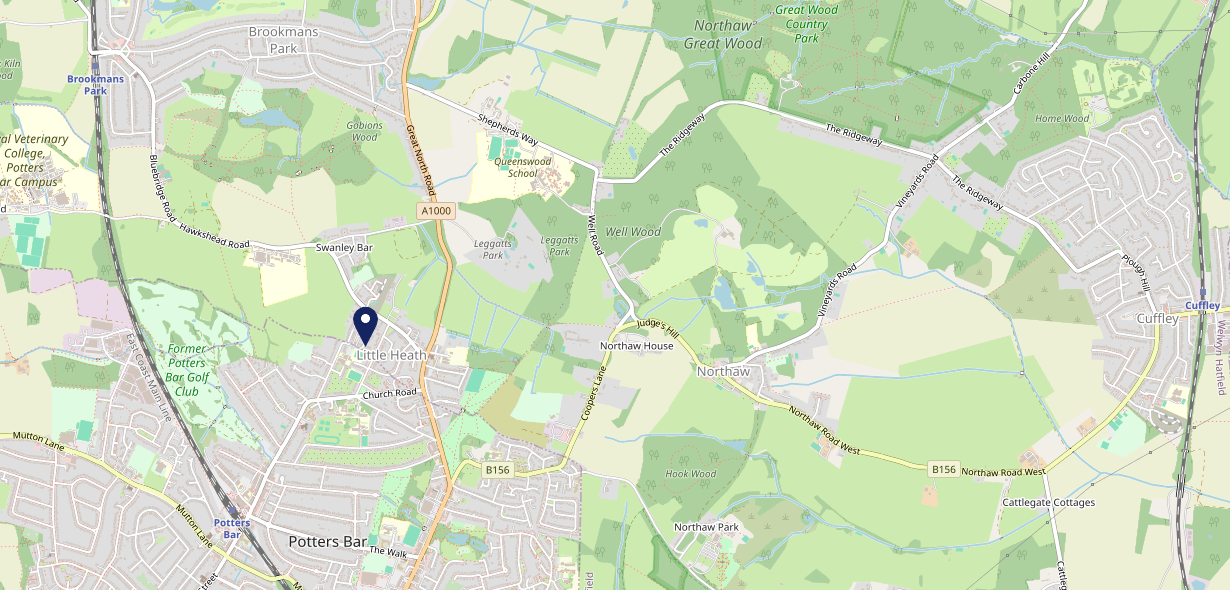 Northaw
Great Wood
Great Wood
Country
Park
Brookmans
Park
Kiln
Brookmans
Park
Carbone Hill
Shepherds Way
The Ridgeway
The Ridgeway
Home Wood
Gobions
Wood
Great North Road
Veterinary
College,
Potters
Campus
Queenswood
School
Bluebridge Road
Vineyards Road
The Ridgeway
A1000
Hawkshead Road
Swanley Bar
Leggatts
Park
Leggatts
Park
Well Road
Well Wood
Plough Hill
Vineyards Road
Cuffley
Cuffley
Welwyn Hatfield
Judge's Hill
Northaw House
East Coast Main Line
Former
Potters
Bar Golf
Club
Little Heath
Northaw
Church Road
Coopers Lane
Northaw Road West
Mutton Lane
B156
B156
Northaw Road West
Hook Wood
Cattlegate Cottages
Mutton Lane
Potters
Bar
Northaw Park
Potters Bar
The Walk